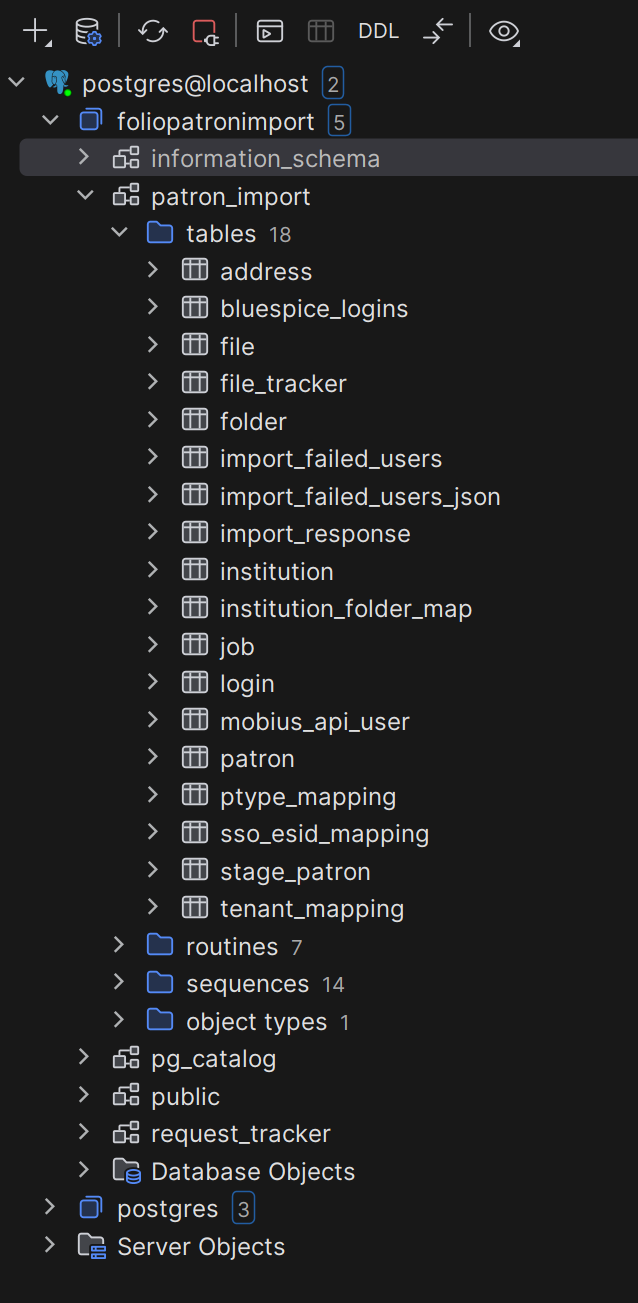 DDL
postgres@localhost 2
foliopatronimport 5
information_schema
patron_import
tables 18
address
bluespice_logins
file
file_tracker
folder
import_failed_users
import_failed_users_json
import_response
institution
institution_folder_map
job
login
mobius_api_user
patron
ptype_mapping
sso_esid_mapping
stage_patron
tenant_mapping
routines 7
sequences 14
object types 1
pg_catalog
public
request_tracker
Database Objects
postgres 3
Server Objects